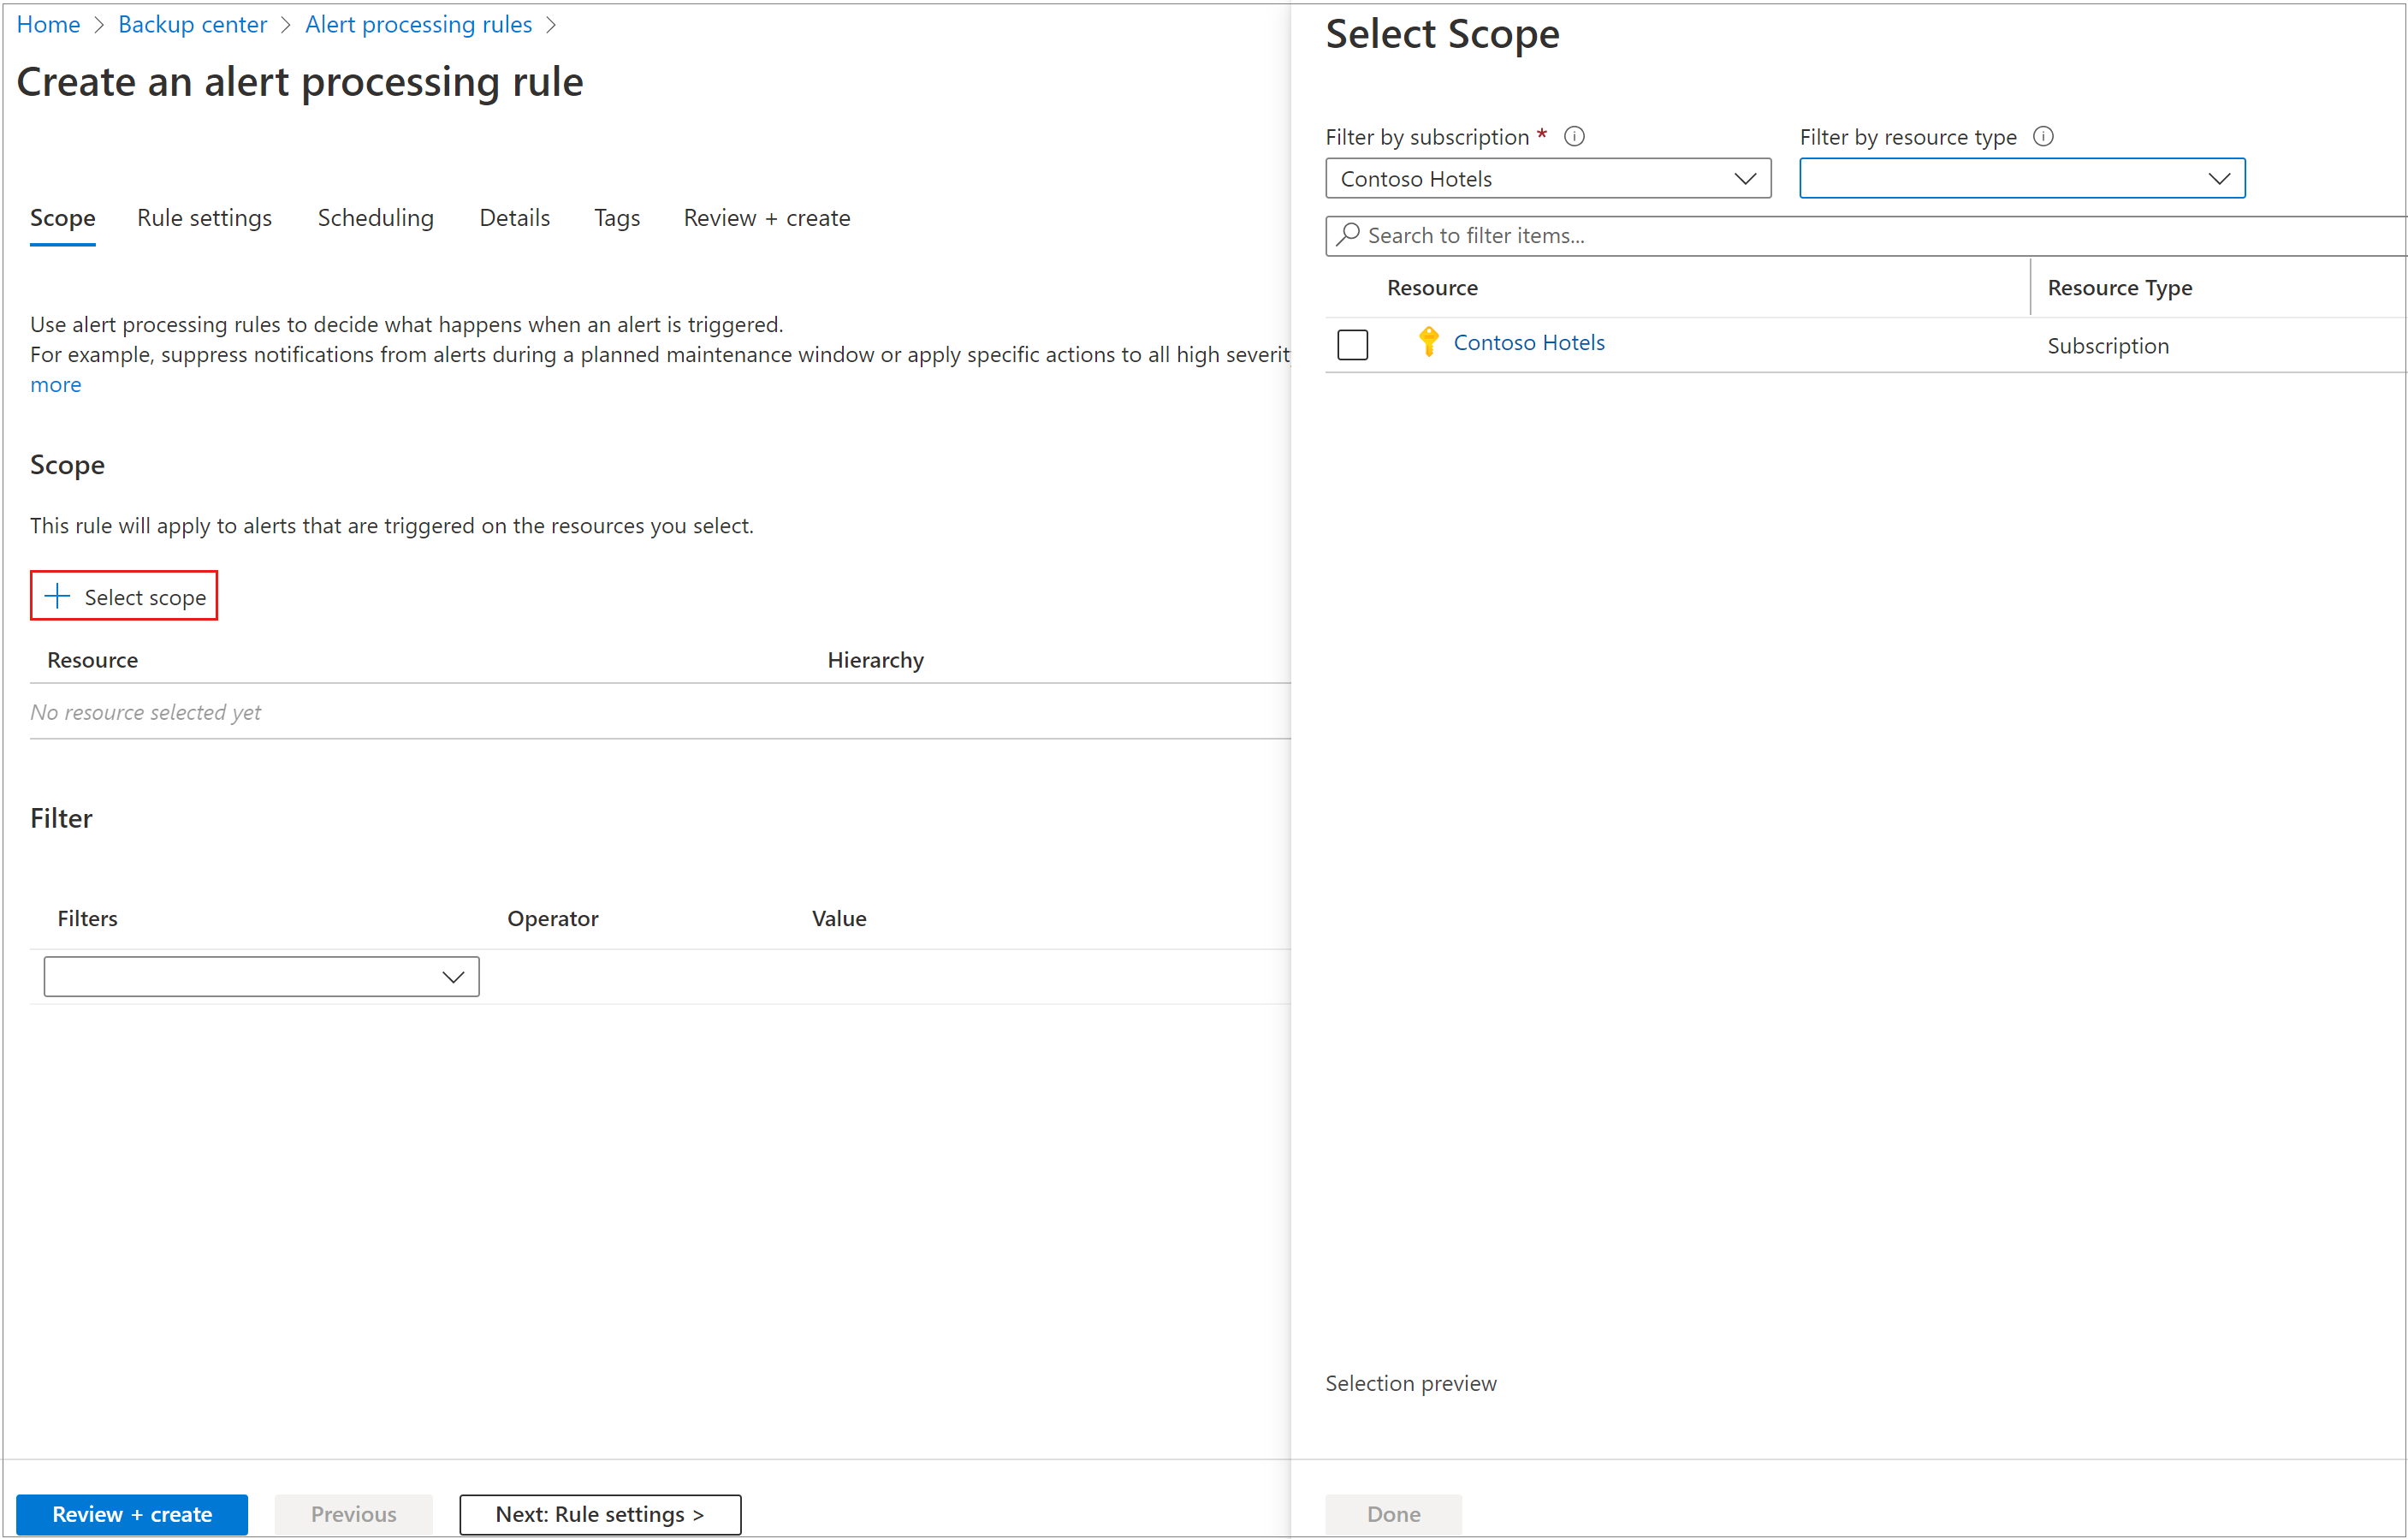 Home > Backup center > Alert processing rules >
Create an alert processing rule
Scope Rule settings Scheduling Details Tags Review + create
Use alert processing rules to decide what happens when an alert is triggered.
For example, suppress notifications from alerts during a planned maintenance window or apply specific actions to all high
more
Scope
This rule will apply to alerts that are triggered on the resources you select.
+ Select scope
Resource Hierarchy
No resource selected yet
Filter
Filters Operator Value
Review + create Previous Next: Rule settings >
Select Scope
Filter by subscription * Filter by resource type
Contoso Hotels
Search to filter items...
Resource Resource Type
Contoso Hotels Subscription
Selection preview
Done